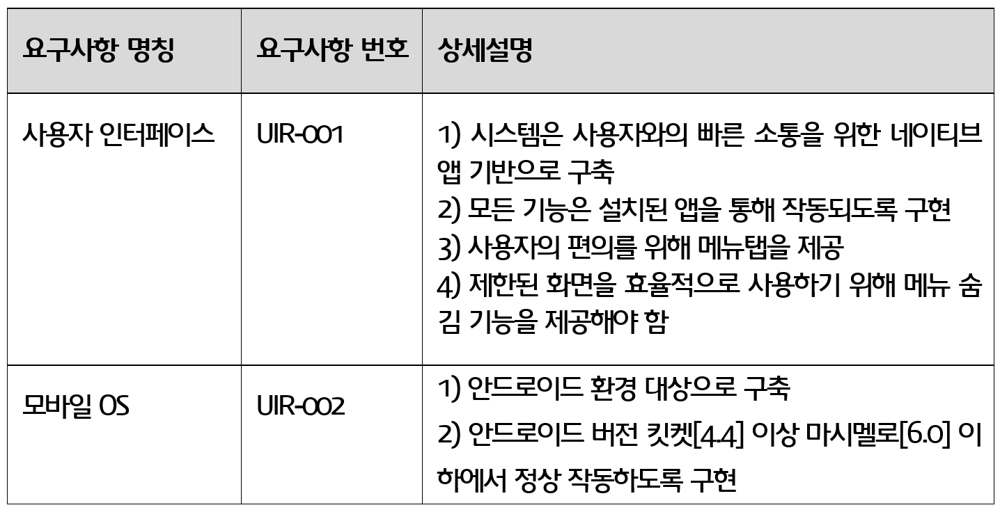 요구사항 명칭
요구사항 번호
상세설명
사용자 인터페이스
UIR-001
1) 시스템은 사용자와의 빠른 소통을 위한 네이티브
앱 기반으로 구축
2) 모든 기능은 설치된 앱을 통해 작동되도록 구현
3) 사용자의 편의를 위해 메뉴탭을 제공
4) 제한된 화면을 효율적으로 사용하기 위해 메뉴 숨
김 기능을 제공해야 함
모바일 OS
UIR-002
1) 안드로이드 환경 대상으로 구축
2) 안드로이드 버전 킷켓[4.4] 이상 마시멜로[6.0] 이
하에서 정상 작동하도록 구현